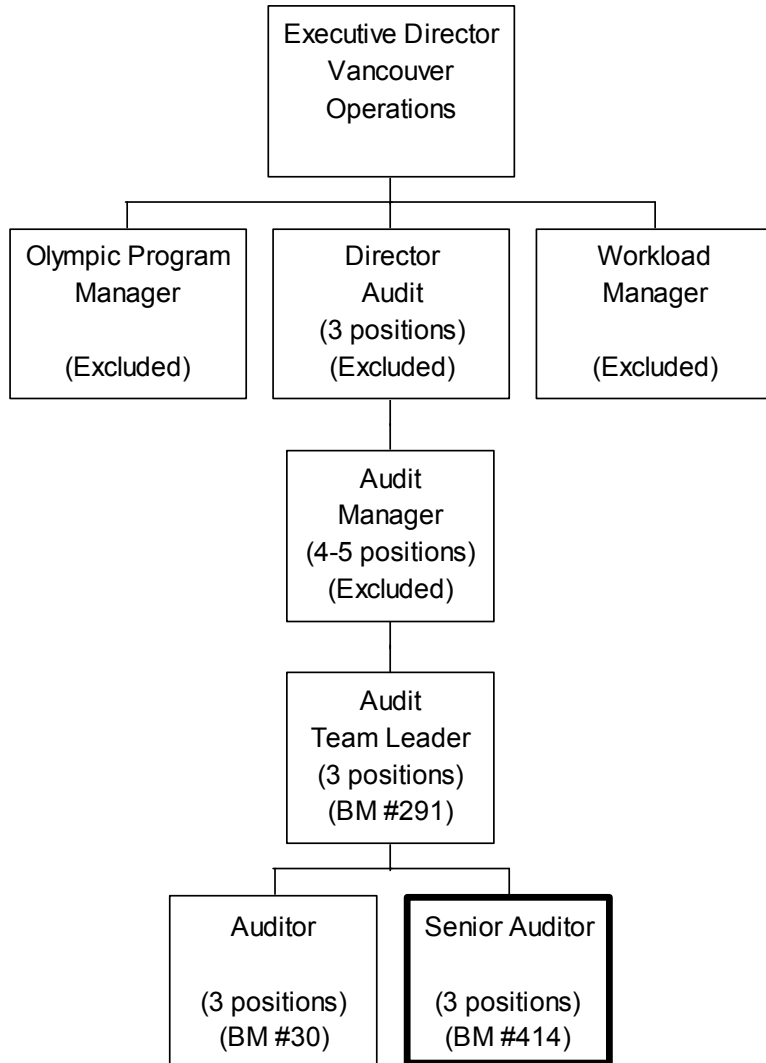 Executive Director
Vancouver
Operations
Olympic Program
Manager
(Excluded)
Director
Audit
(3 positions)
(Excluded)
Workload
Manager
(Excluded)
Audit
Manager
(4-5 positions)
(Excluded)
Audit
Team Leader
(3 positions)
(BM #291)
Auditor
(3 positions)
(BM #30)
Senior Auditor
(3 positions)
(BM #414)